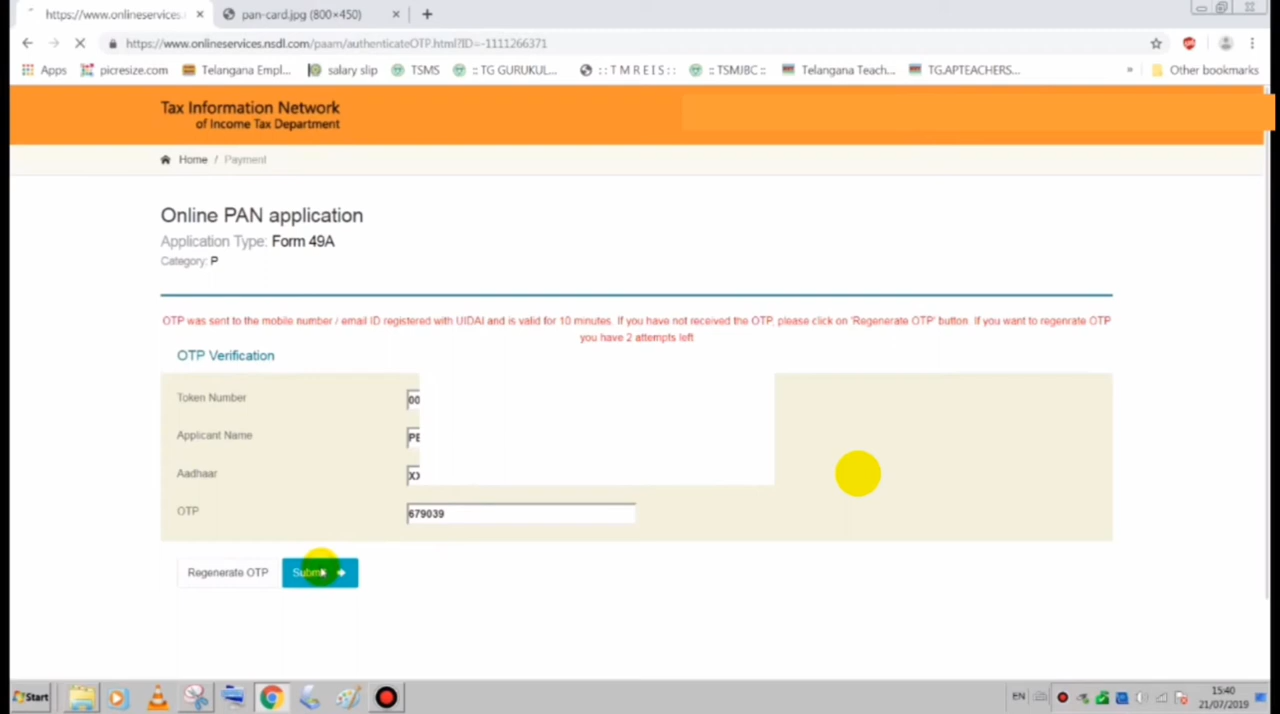 https://www.onlineservices.
pan-card.jpg (800×450)
https://www.onlineservices.nsdl.com/paam/authenticateOTP.html?ID=-1111266371
Apps picresize.com Telangana Empl... salary slip TSMS :: TG GURUKUL... :: T M R E I S :: :: TSMJBC :: Telangana Teach... TG.APTEACHERS... » Other bookmarks
Tax Information Network
of Income Tax Department
Home / Payment
Online PAN application
Application Type: Form 49A
Category: P
OTP was sent to the mobile number / email ID registered with UIDAI and is valid for 10 minutes. If you have not received the OTP, please click on 'Regenerate OTP' button. If you want to regenrate OTP
you have 2 attempts left
OTP Verification
Token Number 00
Applicant Name
Aadhaar
OTP 679039
Regenerate OTP Submit
Start
EN
15:40
21/07/2019